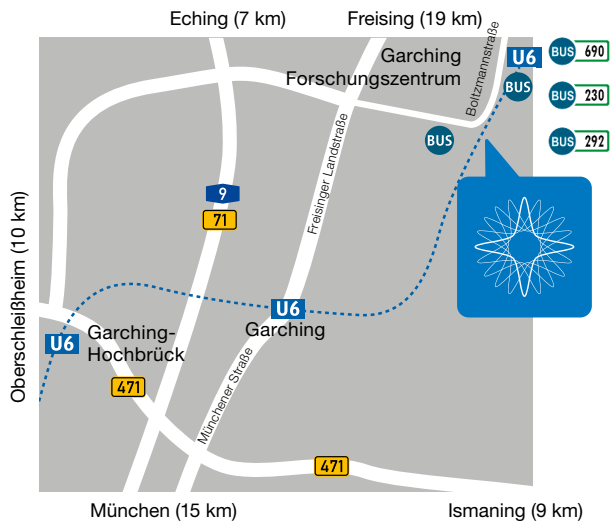 Eching (7 km)
Freising (19 km)
Garching
Forschungszentrum
Boltzmannstraße
U6
BUS 690
BUS
BUS 230
BUS
BUS 292
Freisinger Landstraße
9
71
Oberschleißheim (10 km)
U6
Garching
U6
Garching-
Hochbrück
Münchener Straße
471
471
München (15 km)
Ismaning (9 km)